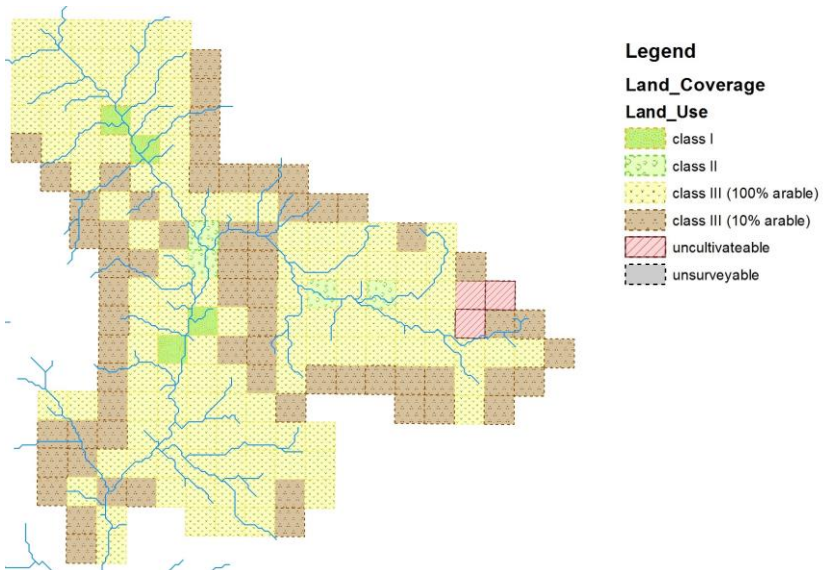 Legend
Land_Coverage
Land_Use
class I
class II
class III (100% arable)
class III (10% arable)
uncultivateable
unsurveyable